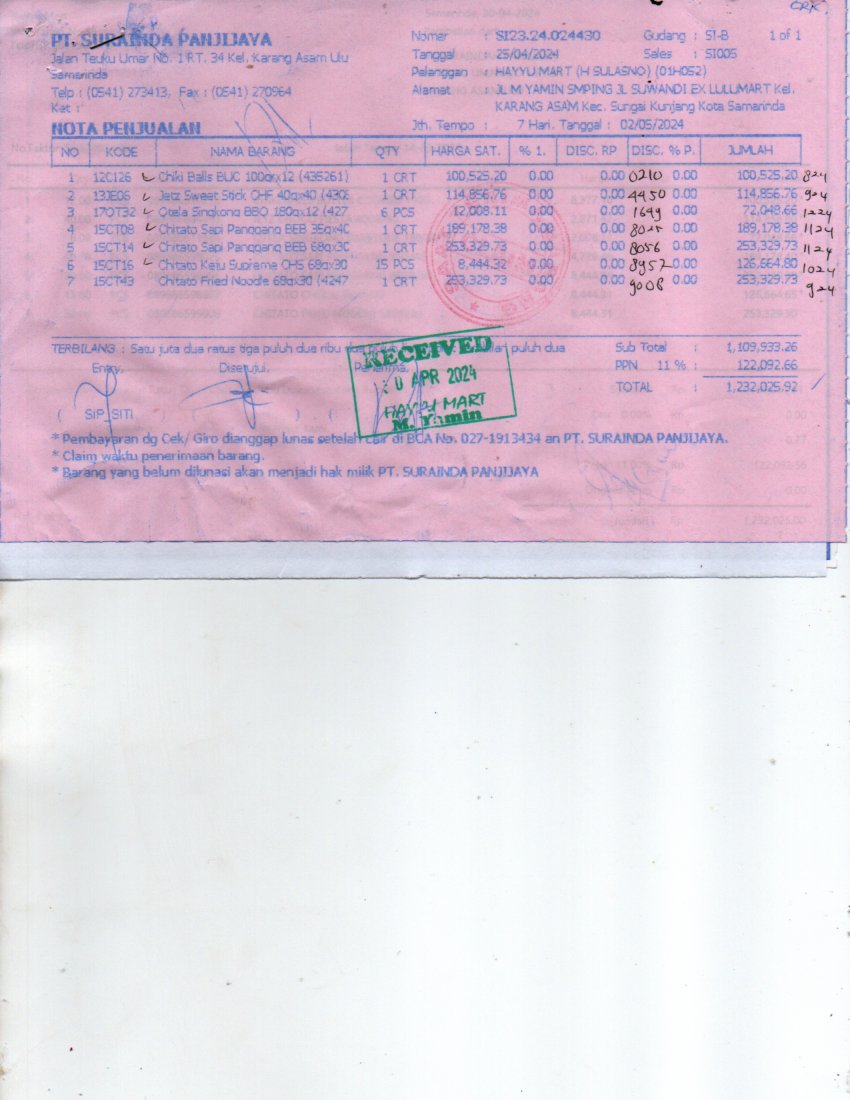 CRK
PT. SURAINDA PANJIJAYA
Jalan Teuku Umar No. 1 RT. 34 Kel. Karang Asam Ulu
Samarinda
Telp : (0541) 273413, Fax : (0541) 270964
Ket :
NOTA PENJUALAN
Nomer : SI23.24.024430 Gudang : SI-B 1 of 1
Tanggal : 25/04/2024 Sales : SI005
Pelanggan : HAYYU MART (H SULASNO) (01H052)
Alamat : JL M YAMIN SMPING JL SUWANDI EX LULUMART Kel.
KARANG ASAM Kec. Sungai Kunjang Kota Samarinda
Jth. Tempo : 7 Hari. Tanggal : 02/05/2024
NO KODE NAMA BARANG QTY HARGA SAT. % 1. DISC. RP DISC. % P. JUMLAH
1 12C126 Chiki Balls BUC 100grx12 (435261) 1 CRT 100,525.20 0.00 0.00 0210 0.00 100,525.20 824
2 13JE06 Jetz Sweet Stick CHF 40gx40 (430 1 CRT 114,856.76 0.00 0.00 4450 0.00 114,856.76 924
3 17QT32 Qtela Singkong BBQ 180gx12 (427 6 PCS 12,008.11 0.00 0.00 1649 0.00 72,048.66 1224
4 15CT08 Chitato Sapi Panggang BEB 35gx40 1 CRT 189,178.38 0.00 0.00 0.00 189,178.38 1124
5 15CT14 Chitato Sapi Panggang BEB 68gx30 1 CRT 253,329.73 0.00 0.00 8056 0.00 253,329.73 1124
6 15CT16 Chitato Keju Supreme CHS 68gx30 15 PCS 8,444.32 0.00 0.00 8957 0.00 126,664.80 1024
7 15CT43 Chitato Fried Noodle 68gx30 (4247 1 CRT 253,329.73 0.00 0.00 9008 0.00 253,329.73 924
TERBILANG : Satu juta dua ratus tiga puluh dua ribu puluh dua
Sub Total : 1,109,933.26
PPN 11 % : 122,092.66
TOTAL : 1,232,025.92
Entry, Disetujui, Penerima,
( SIP_SITI ) ( ) (
RECEIVED
30 APR 2024
HAYYU MART
M. Yamin
* Pembayaran dg Cek/ Giro dianggap lunas setelah cair di BCA No. 027-1913434 an PT. SURAINDA PANJIJAYA.
* Claim waktu penerimaan barang.
* Barang yang belum dilunasi akan menjadi hak milik PT. SURAINDA PANJIJAYA